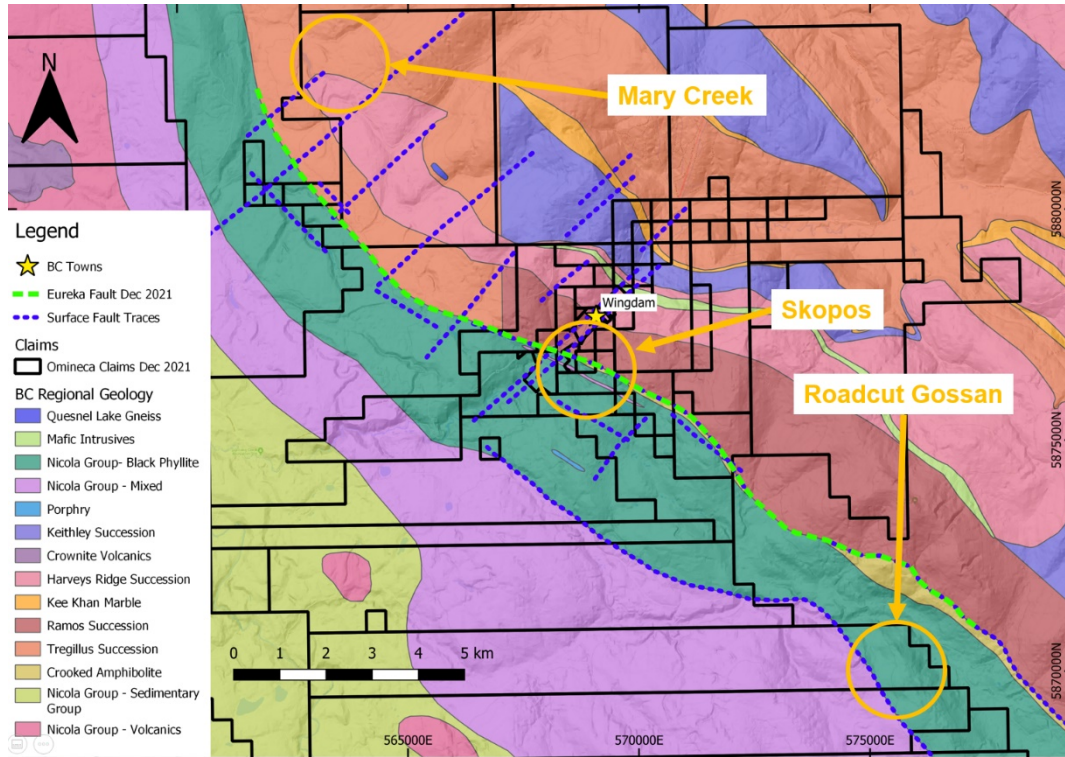 N
Mary Creek
Legend
BC Towns
Eureka Fault Dec 2021
Surface Fault Traces
Claims
Omineca Claims Dec 2021
BC Regional Geology
Quesnel Lake Gneiss
Mafic Intrusives
Nicola Group- Black Phyllite
Nicola Group - Mixed
Porphry
Keithley Succession
Crownite Volcanics
Harveys Ridge Succession
Kee Khan Marble
Ramos Succession
Tregillus Succession
Crooked Amphibolite
Nicola Group - Sedimentary
Group
Nicola Group - Volcanics
Wingdam
Skopos
Roadcut Gossan
0 1 2 3 4 5 km
565000E 570000E 575000E
5880000N
5875000N
5870000N